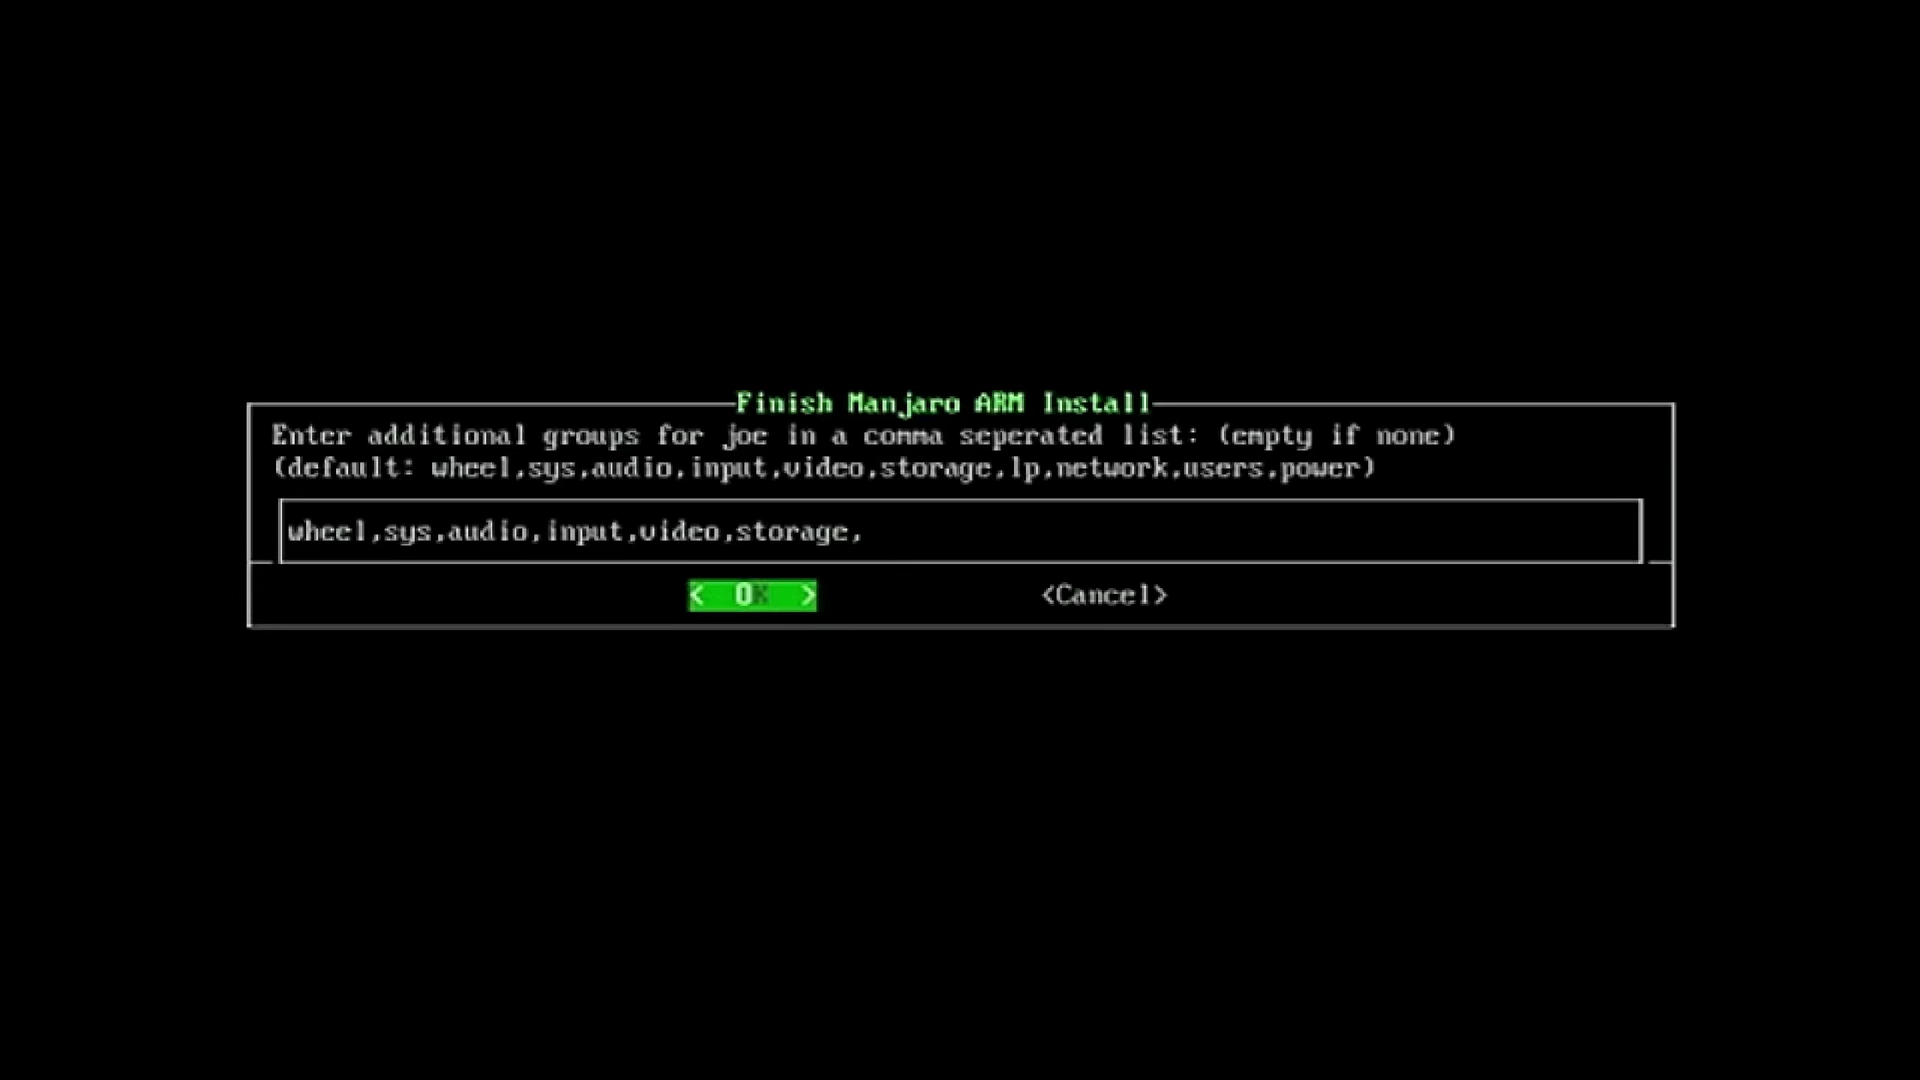 Finish Manjaro ARM Install
Enter additional groups for joe in a comma seperated list: (empty if none)
(default: wheel,sys,audio,input,video,storage,lp,network,users,power)
wheel,sys,audio,input,video,storage,
< OK > <Cancel>